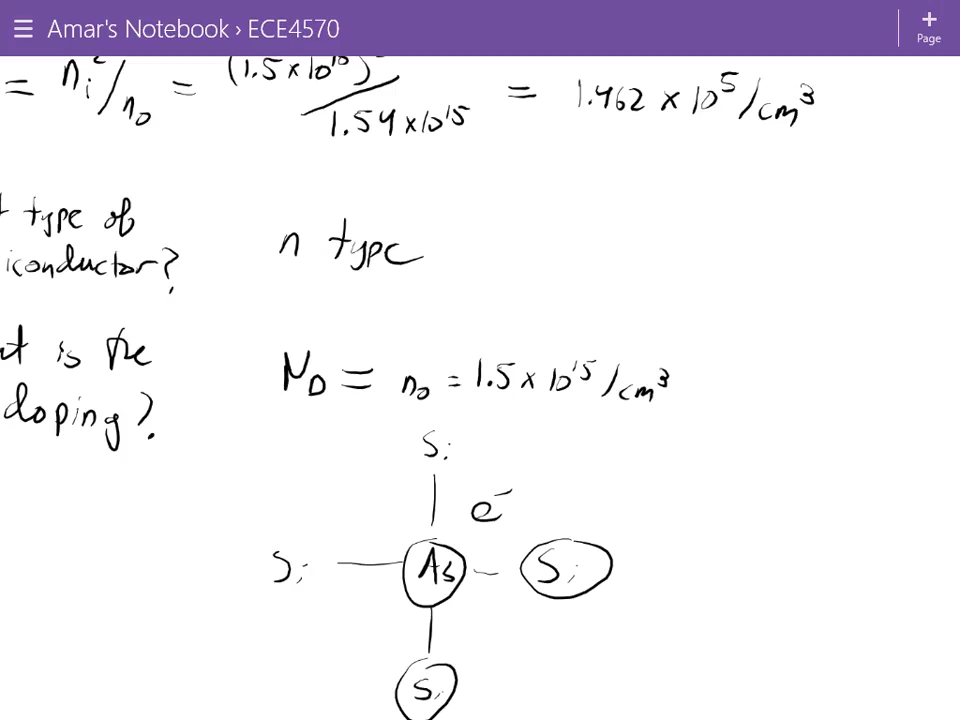 Amar's Notebook › ECE4570
Page
= ni²/n₀ = (1.5 × 10¹⁰)² / 1.54 × 10¹⁵ = 1.462 × 10⁵ / cm³
t type of
iconductor?
n type
at is the
doping?
N_D = n₀ = 1.5 × 10¹⁵ / cm³
Si
e⁻
Si — As — Si
Si